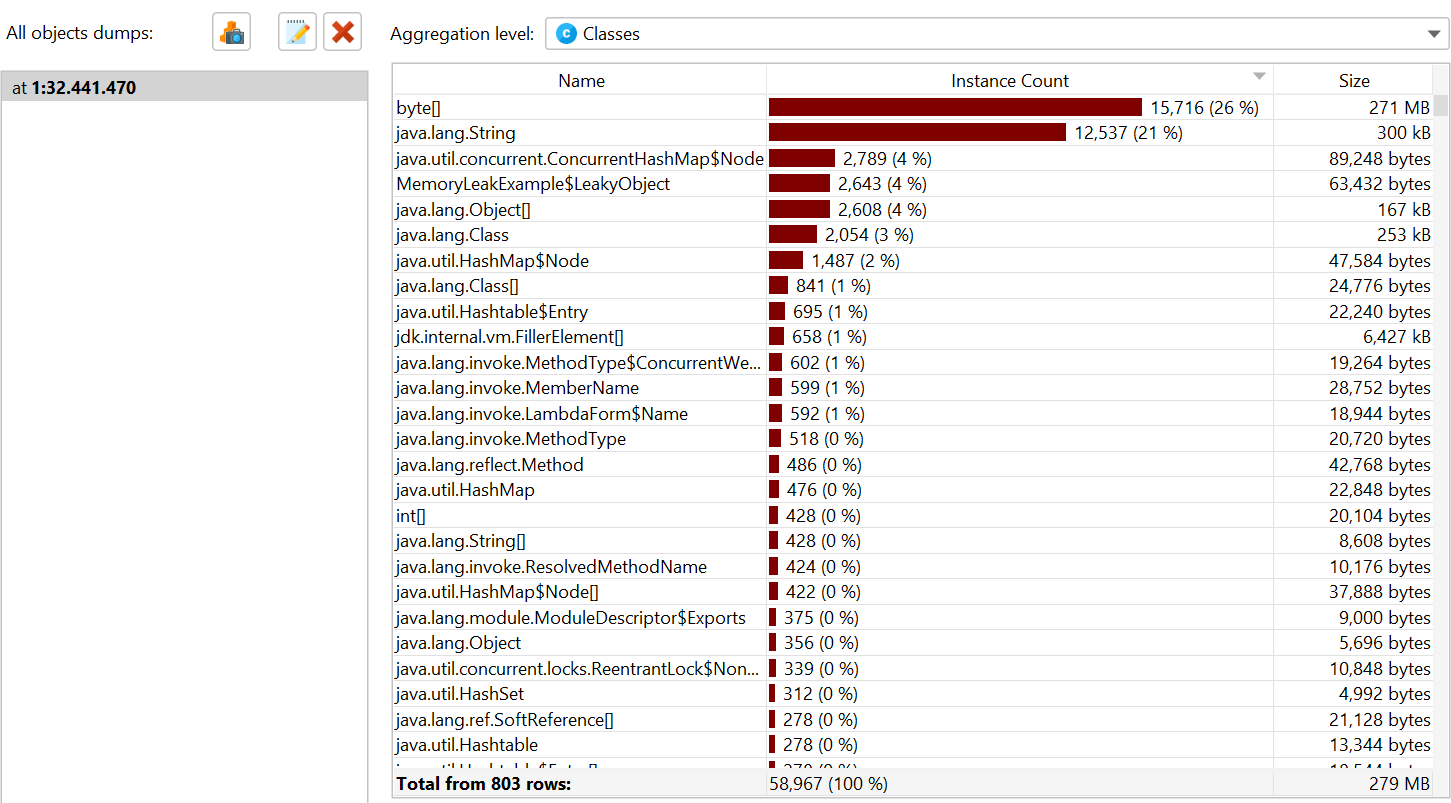 All objects dumps:
Aggregation level: Classes
at 1:32.441.470
Name Instance Count Size
byte[] 15,716 (26 %) 271 MB
java.lang.String 12,537 (21 %) 300 kB
java.util.concurrent.ConcurrentHashMap$Node 2,789 (4 %) 89,248 bytes
MemoryLeakExample$LeakyObject 2,643 (4 %) 63,432 bytes
java.lang.Object[] 2,608 (4 %) 167 kB
java.lang.Class 2,054 (3 %) 253 kB
java.util.HashMap$Node 1,487 (2 %) 47,584 bytes
java.lang.Class[] 841 (1 %) 24,776 bytes
java.util.Hashtable$Entry 695 (1 %) 22,240 bytes
jdk.internal.vm.FillerElement[] 658 (1 %) 6,427 kB
java.lang.invoke.MethodType$ConcurrentWe... 602 (1 %) 19,264 bytes
java.lang.invoke.MemberName 599 (1 %) 28,752 bytes
java.lang.invoke.LambdaForm$Name 592 (1 %) 18,944 bytes
java.lang.invoke.MethodType 518 (0 %) 20,720 bytes
java.lang.reflect.Method 486 (0 %) 42,768 bytes
java.util.HashMap 476 (0 %) 22,848 bytes
int[] 428 (0 %) 20,104 bytes
java.lang.String[] 428 (0 %) 8,608 bytes
java.lang.invoke.ResolvedMethodName 424 (0 %) 10,176 bytes
java.util.HashMap$Node[] 422 (0 %) 37,888 bytes
java.lang.module.ModuleDescriptor$Exports 375 (0 %) 9,000 bytes
java.lang.Object 356 (0 %) 5,696 bytes
java.util.concurrent.locks.ReentrantLock$Non... 339 (0 %) 10,848 bytes
java.util.HashSet 312 (0 %) 4,992 bytes
java.lang.ref.SoftReference[] 278 (0 %) 21,128 bytes
java.util.Hashtable 278 (0 %) 13,344 bytes
Total from 803 rows: 58,967 (100 %) 279 MB